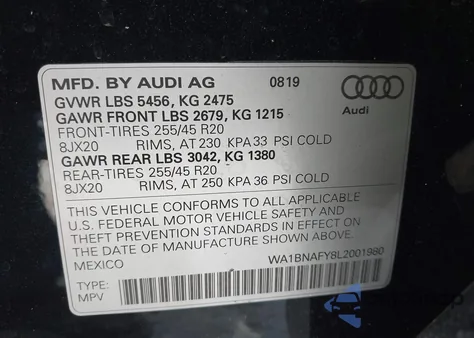 MFD. BY AUDI AG 0819
GVWR LBS 5456, KG 2475
GAWR FRONT LBS 2679, KG 1215
FRONT-TIRES 255/45 R20
8JX20 RIMS, AT 230 KPA 33 PSI COLD
GAWR REAR LBS 3042, KG 1380
REAR-TIRES 255/45 R20
8JX20 RIMS, AT 250 KPA 36 PSI COLD
Audi
THIS VEHICLE CONFORMS TO ALL APPLICABLE
U.S. FEDERAL MOTOR VEHICLE SAFETY AND
THEFT PREVENTION STANDARDS IN EFFECT ON
THE DATE OF MANUFACTURE SHOWN ABOVE
MEXICO
WA1BNAFY8L2001980
TYPE:
MPV